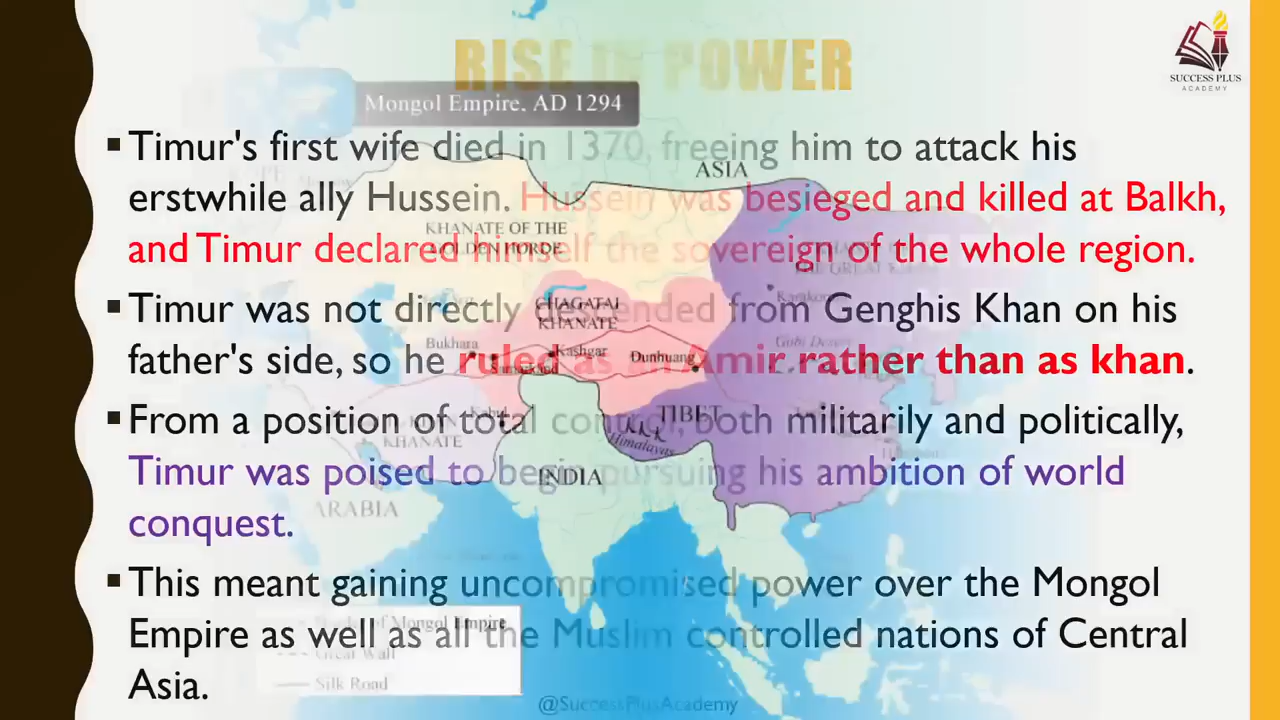 RISE IN POWER
SUCCESS PLUS
ACADEMY
Mongol Empire, AD 1294
▪Timur's first wife died in 1370, freeing him to attack his
ASIA
erstwhile ally Hussein. Hussein was besieged and killed at Balkh,
KHANATE OF THE
GOLDEN HORDE
and Timur declared himself the sovereign of the whole region.
▪Timur was not directly descended from Genghis Khan on his
CHAGATAI
KHANATE
Karakorum
Bukhara
Kashgar
Dunhuang
Gobi Desert
Samarkand
father's side, so he ruled as an Amir rather than as khan.
▪From a position of total control, both militarily and politically,
Kabul
TIBET
KHANATE
Himalayas
Timur was poised to begin pursuing his ambition of world
INDIA
conquest.
ARABIA
▪This meant gaining uncompromised power over the Mongol
of Mongol Empire
Empire as well as all the Muslim controlled nations of Central
Great Wall
Silk Road
Asia.
@SuccessPlusAcademy